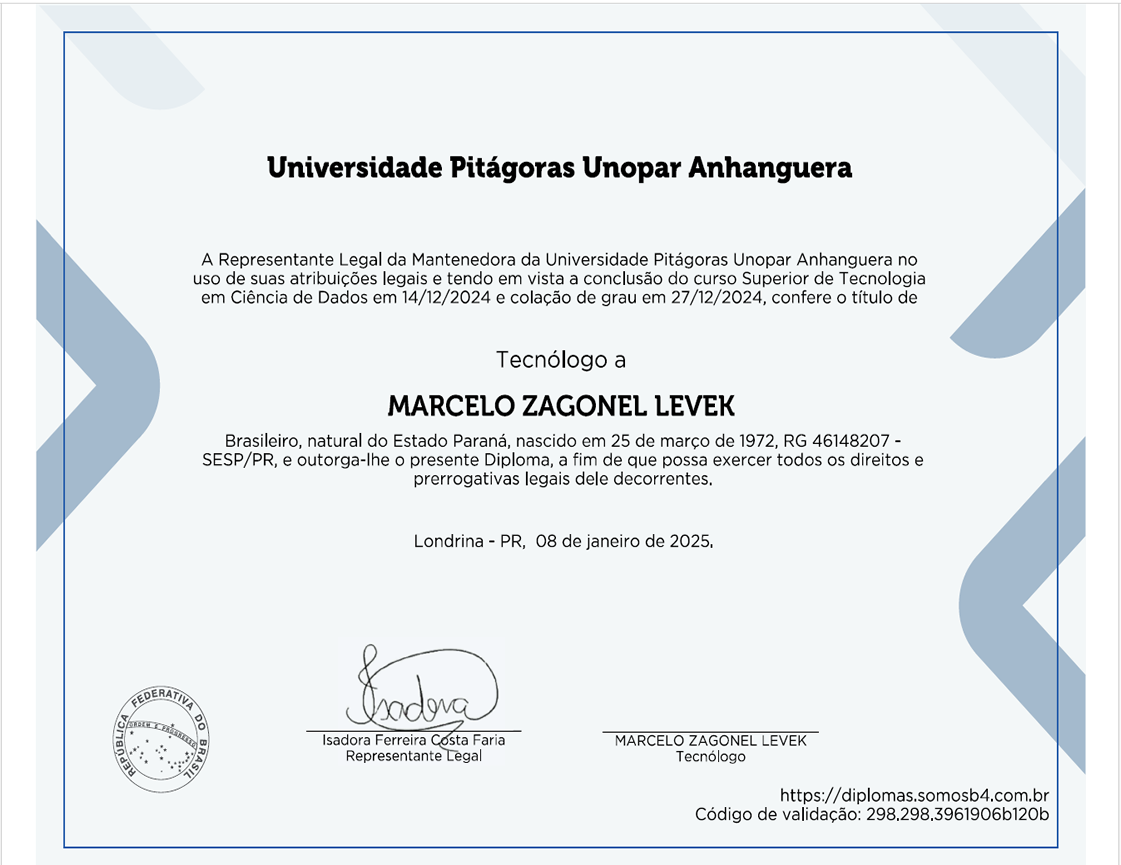 Universidade Pitágoras Unopar Anhanguera
A Representante Legal da Mantenedora da Universidade Pitágoras Unopar Anhanguera no
uso de suas atribuições legais e tendo em vista a conclusão do curso Superior de Tecnologia
em Ciência de Dados em 14/12/2024 e colação de grau em 27/12/2024, confere o título de
Tecnólogo a
MARCELO ZAGONEL LEVEK
Brasileiro, natural do Estado Paraná, nascido em 25 de março de 1972, RG 46148207 -
SESP/PR, e outorga-lhe o presente Diploma, a fim de que possa exercer todos os direitos e
prerrogativas legais dele decorrentes.
Londrina - PR, 08 de janeiro de 2025.
REPÚBLICA FEDERATIVA DO BRASIL
ORDEM E PROGRESSO
Isadora
Isadora Ferreira Costa Faria
Representante Legal
MARCELO ZAGONEL LEVEK
Tecnólogo
https://diplomas.somosb4.com.br
Código de validação: 298.298.3961906b120b